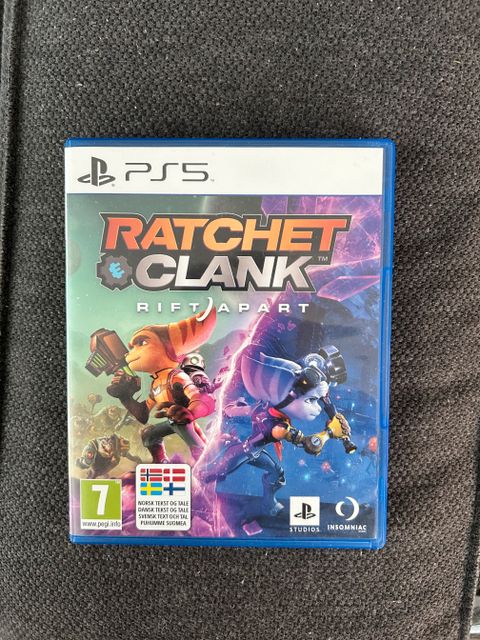 PS5
RATCHET
& CLANK™
RIFT APART
7
www.pegi.info
NORSK TEKST OG TALE
DANSK TEKST OG TALE
SVENSK TEXT OCH TAL
PUHUMME SUOMEA
STUDIOS
INSOMNIAC